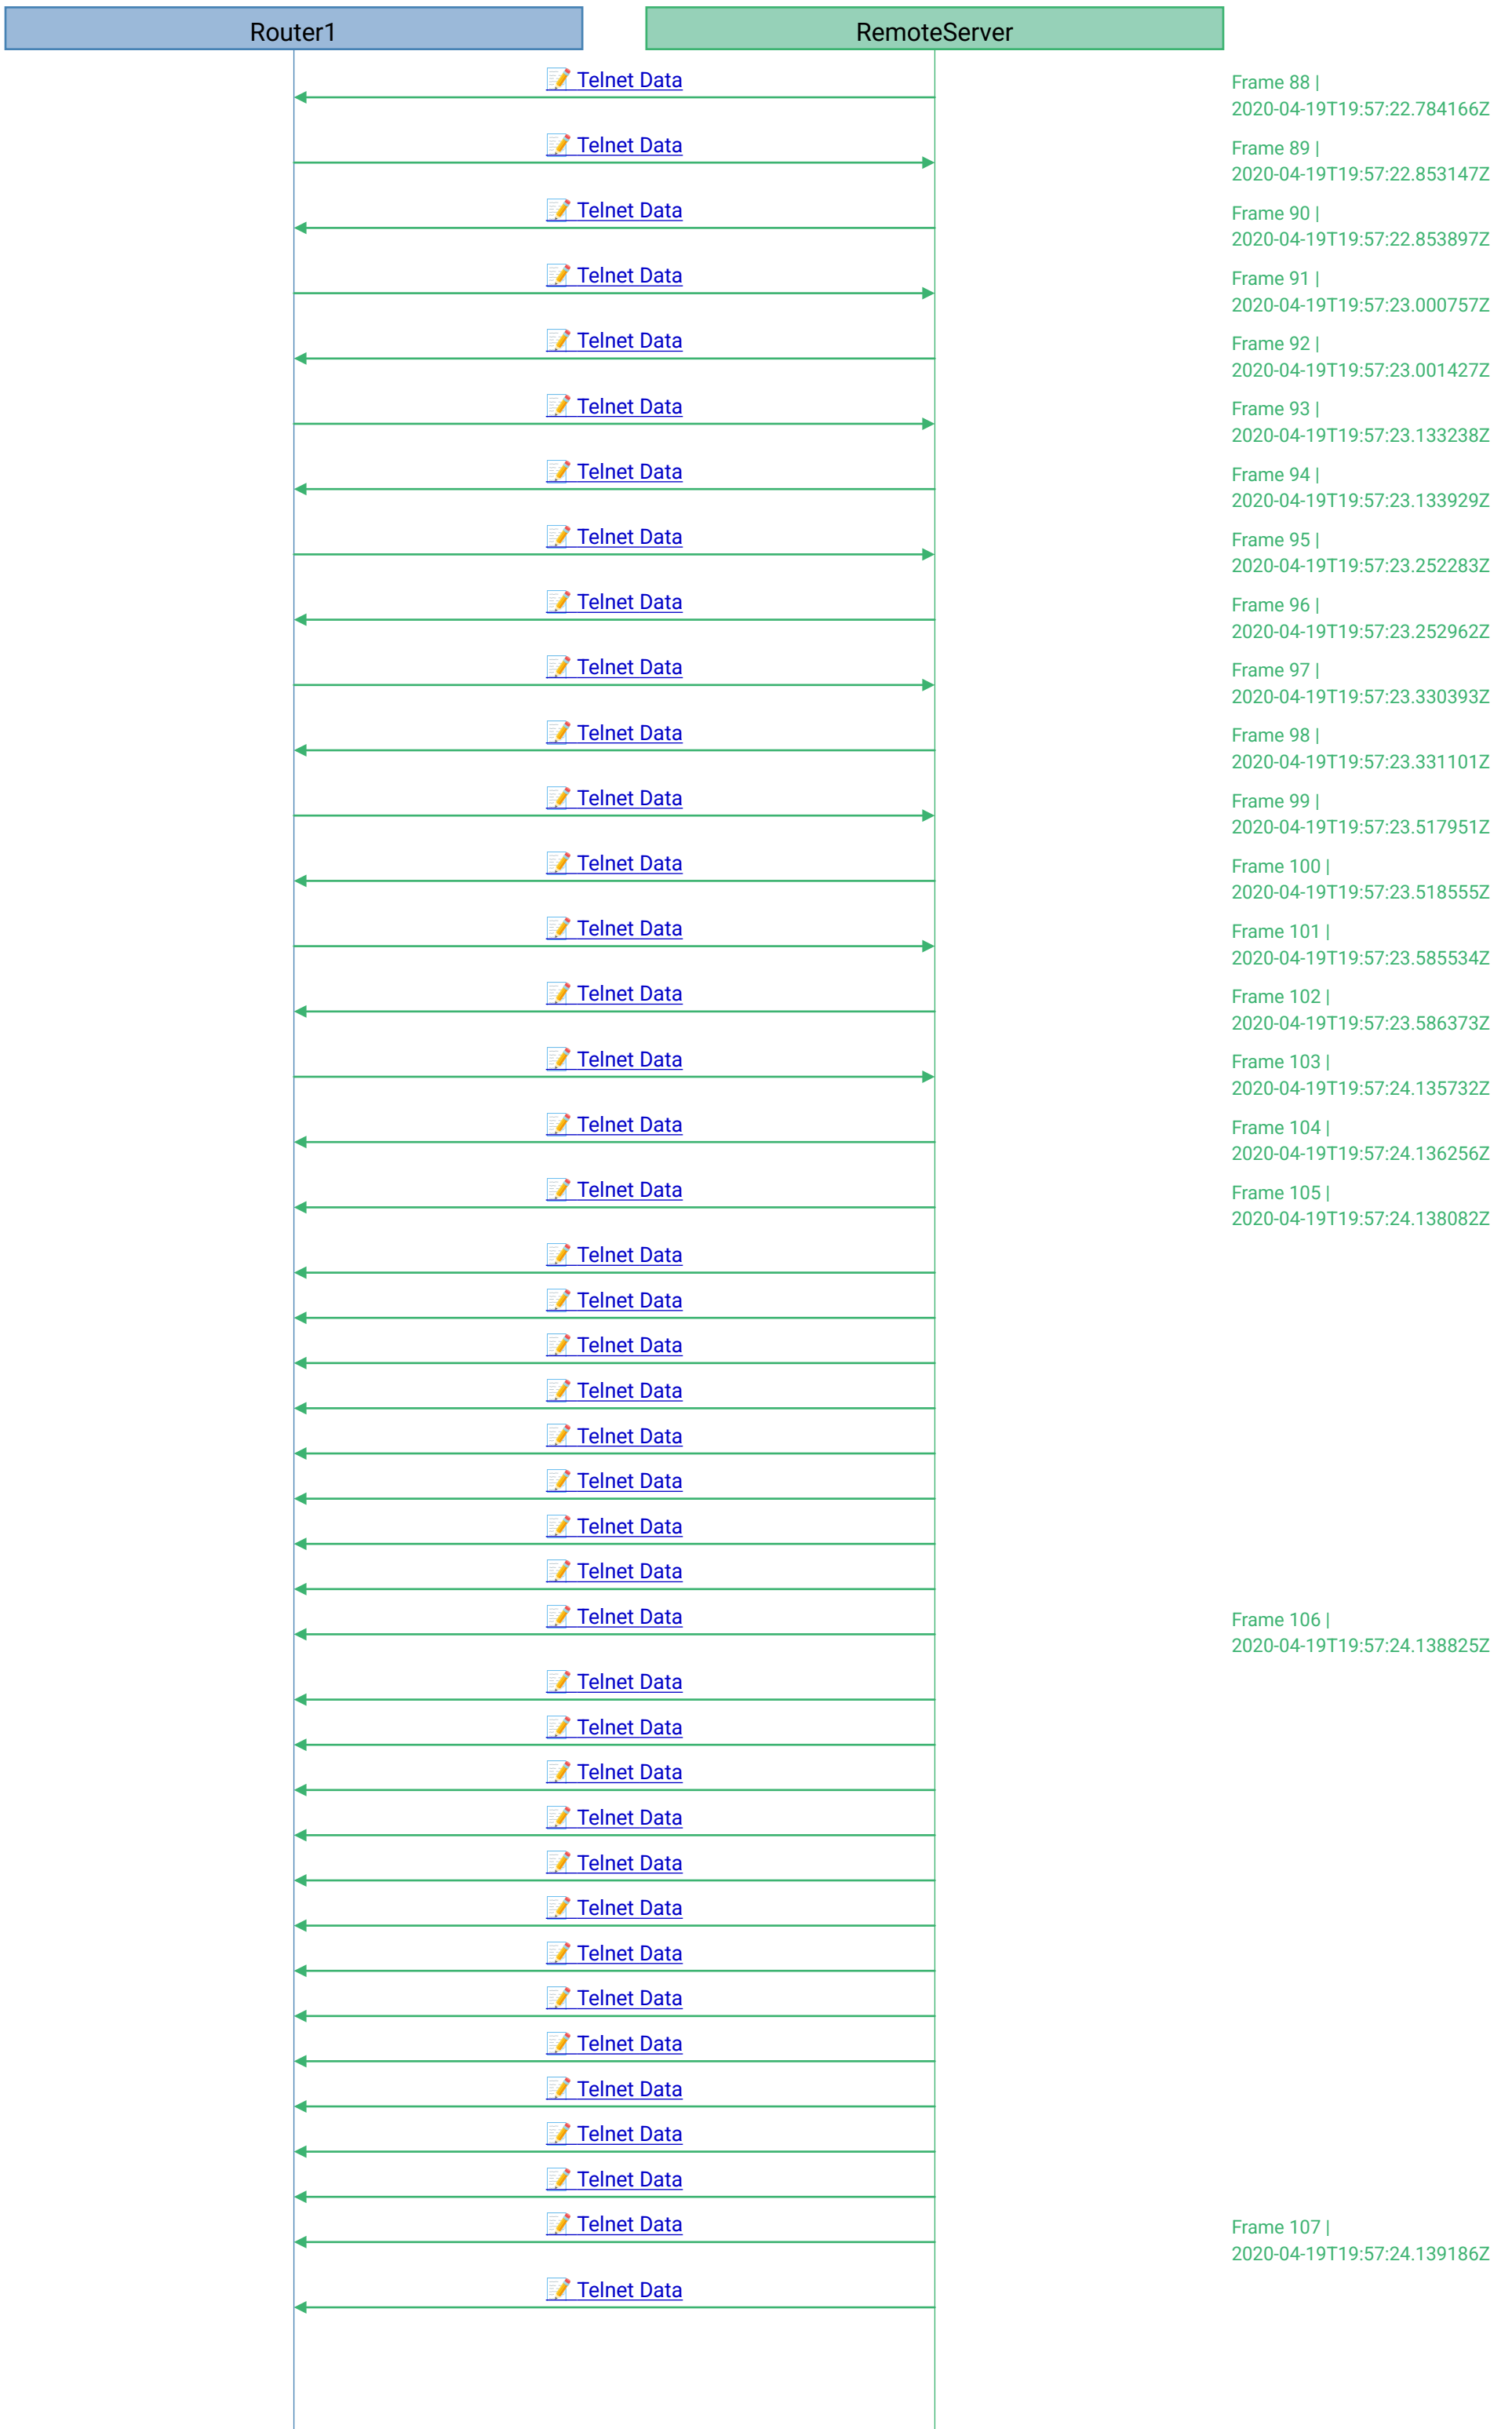 Router1
RemoteServer
Telnet Data
Frame 88 |
2020-04-19T19:57:22.784166Z
Telnet Data
Frame 89 |
2020-04-19T19:57:22.853147Z
Telnet Data
Frame 90 |
2020-04-19T19:57:22.853897Z
Telnet Data
Frame 91 |
2020-04-19T19:57:23.000757Z
Telnet Data
Frame 92 |
2020-04-19T19:57:23.001427Z
Telnet Data
Frame 93 |
2020-04-19T19:57:23.133238Z
Telnet Data
Frame 94 |
2020-04-19T19:57:23.133929Z
Telnet Data
Frame 95 |
2020-04-19T19:57:23.252283Z
Telnet Data
Frame 96 |
2020-04-19T19:57:23.252962Z
Telnet Data
Frame 97 |
2020-04-19T19:57:23.330393Z
Telnet Data
Frame 98 |
2020-04-19T19:57:23.331101Z
Telnet Data
Frame 99 |
2020-04-19T19:57:23.517951Z
Telnet Data
Frame 100 |
2020-04-19T19:57:23.518555Z
Telnet Data
Frame 101 |
2020-04-19T19:57:23.585534Z
Telnet Data
Frame 102 |
2020-04-19T19:57:23.586373Z
Telnet Data
Frame 103 |
2020-04-19T19:57:24.135732Z
Telnet Data
Frame 104 |
2020-04-19T19:57:24.136256Z
Telnet Data
Frame 105 |
2020-04-19T19:57:24.138082Z
Telnet Data
Telnet Data
Telnet Data
Telnet Data
Telnet Data
Telnet Data
Telnet Data
Telnet Data
Telnet Data
Frame 106 |
2020-04-19T19:57:24.138825Z
Telnet Data
Telnet Data
Telnet Data
Telnet Data
Telnet Data
Telnet Data
Telnet Data
Telnet Data
Telnet Data
Telnet Data
Telnet Data
Telnet Data
Telnet Data
Frame 107 |
2020-04-19T19:57:24.139186Z
Telnet Data